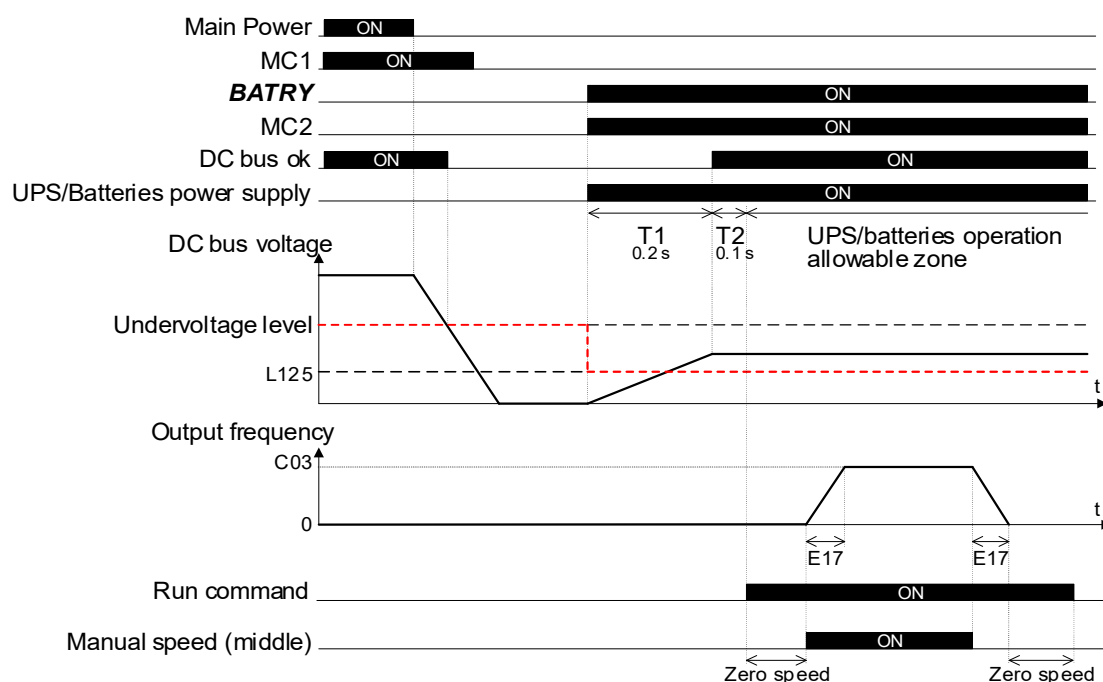 Main Power
ON
MC1
ON
BATRY
ON
MC2
ON
DC bus ok
ON
ON
UPS/Batteries power supply
ON
T1
0.2 s
T2
0.1 s
UPS/batteries operation
allowable zone
DC bus voltage
Undervoltage level
L125
t
Output frequency
C03
0
t
E17
E17
Run command
ON
Manual speed (middle)
ON
Zero speed
Zero speed